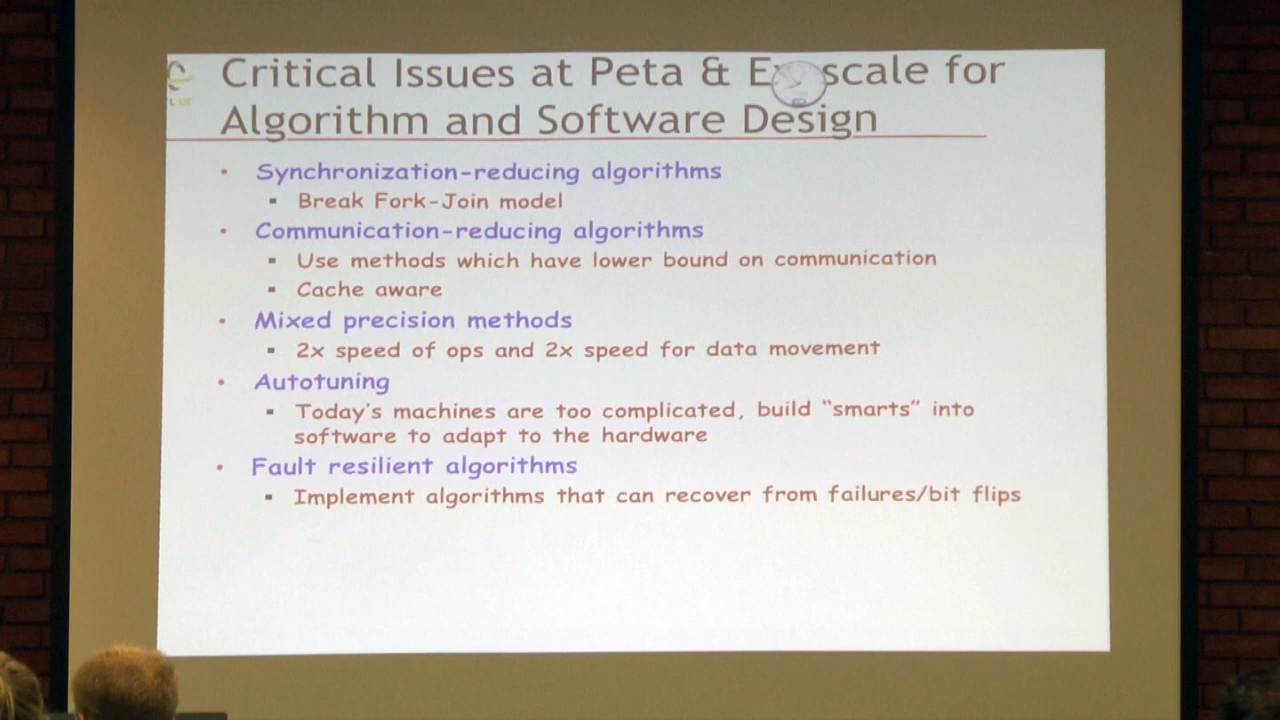 Critical Issues at Peta & E scale for
Algorithm and Software Design
• Synchronization-reducing algorithms
▪ Break Fork-Join model
• Communication-reducing algorithms
▪ Use methods which have lower bound on communication
▪ Cache aware
• Mixed precision methods
▪ 2x speed of ops and 2x speed for data movement
• Autotuning
▪ Today's machines are too complicated, build "smarts" into
software to adapt to the hardware
• Fault resilient algorithms
▪ Implement algorithms that can recover from failures/bit flips